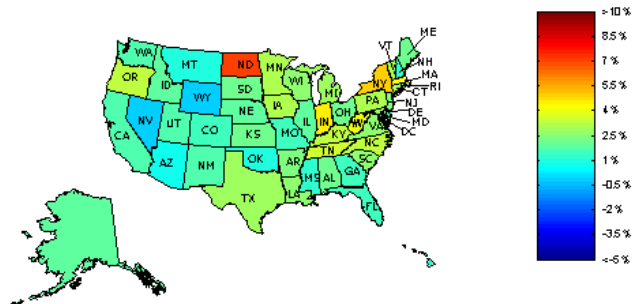 ME
WA
VT
MT
ND
MN
NH
OR
ID
SD
WI
MI
NY
MA
RI
CT
WY
IA
PA
NJ
NE
OH
DE
NV
UT
IL
IN
WV
VA
MD
CA
CO
KS
MO
KY
DC
NC
TN
AZ
NM
OK
AR
SC
MS
AL
GA
TX
LA
FL
>10%
8.5%
7%
5.5%
4%
2.5%
1%
-.5%
-2%
-3.5%
<-5%